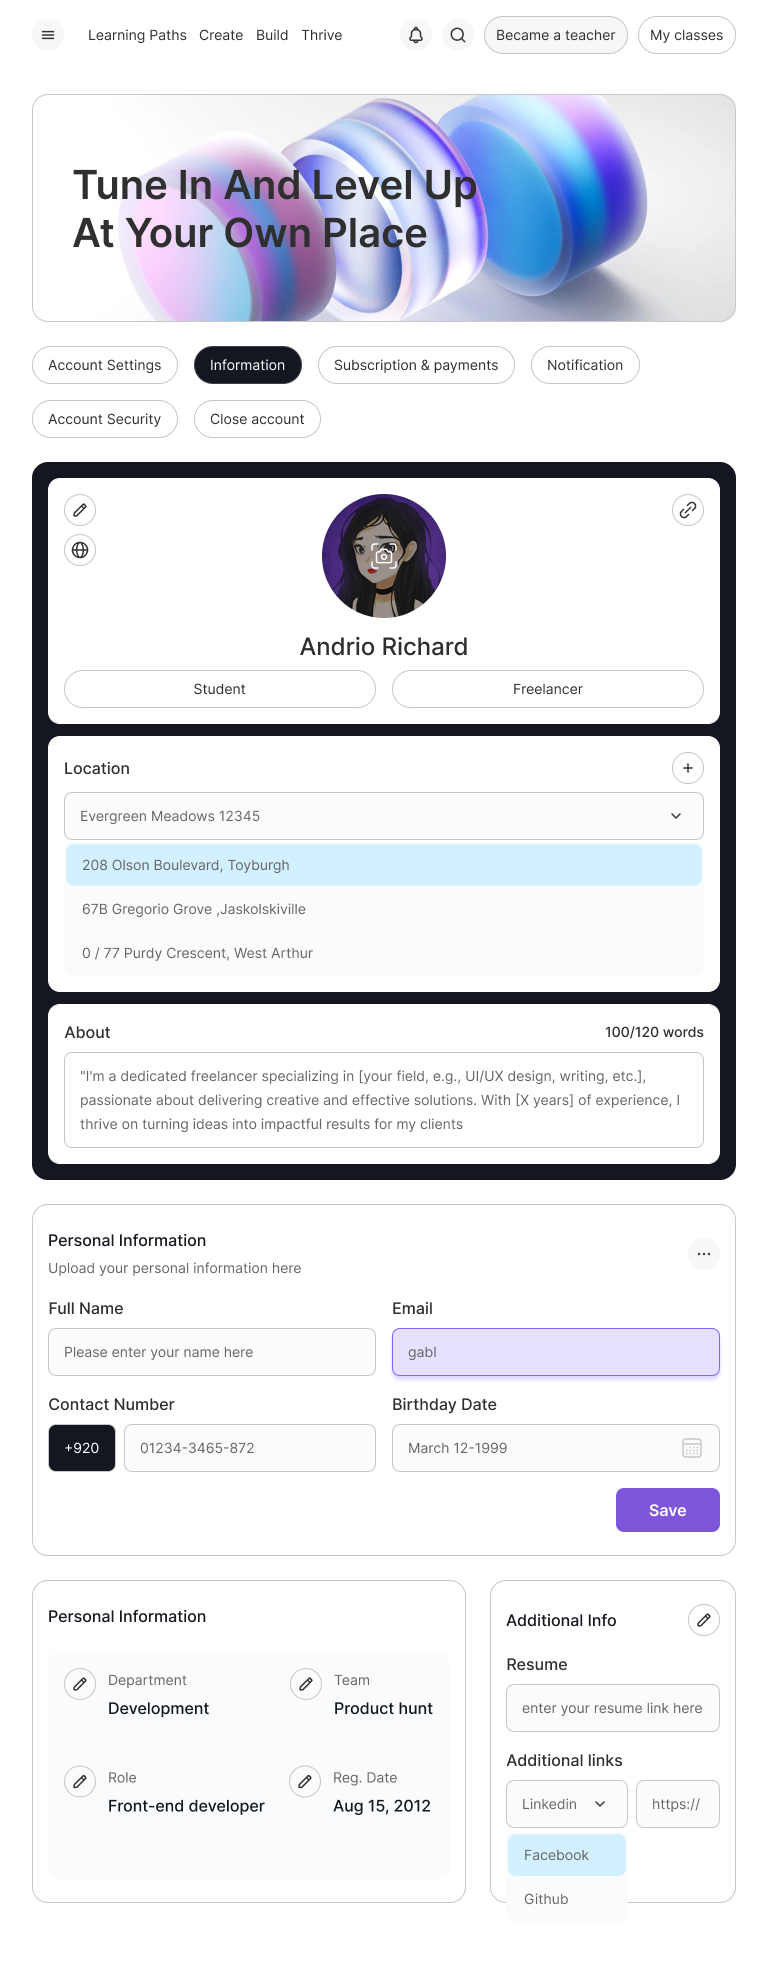 Learning Paths Create Build Thrive Became a teacher My classes
Tune In And Level Up
At Your Own Place
Account Settings Information Subscription & payments Notification
Account Security Close account
Andrio Richard
Student Freelancer
Location
Evergreen Meadows 12345
208 Olson Boulevard, Toyburgh
67B Gregorio Grove ,Jaskolskiville
0 / 77 Purdy Crescent, West Arthur
About 100/120 words
"I'm a dedicated freelancer specializing in [your field, e.g., UI/UX design, writing, etc.],
passionate about delivering creative and effective solutions. With [X years] of experience, I
thrive on turning ideas into impactful results for my clients
Personal Information
Upload your personal information here
Full Name Email
Please enter your name here gabl
Contact Number Birthday Date
+920 01234-3465-872 March 12-1999
Save
Personal Information
Department Team
Development Product hunt
Role Reg. Date
Front-end developer Aug 15, 2012
Additional Info
Resume
enter your resume link here
Additional links
Linkedin https://
Facebook
Github